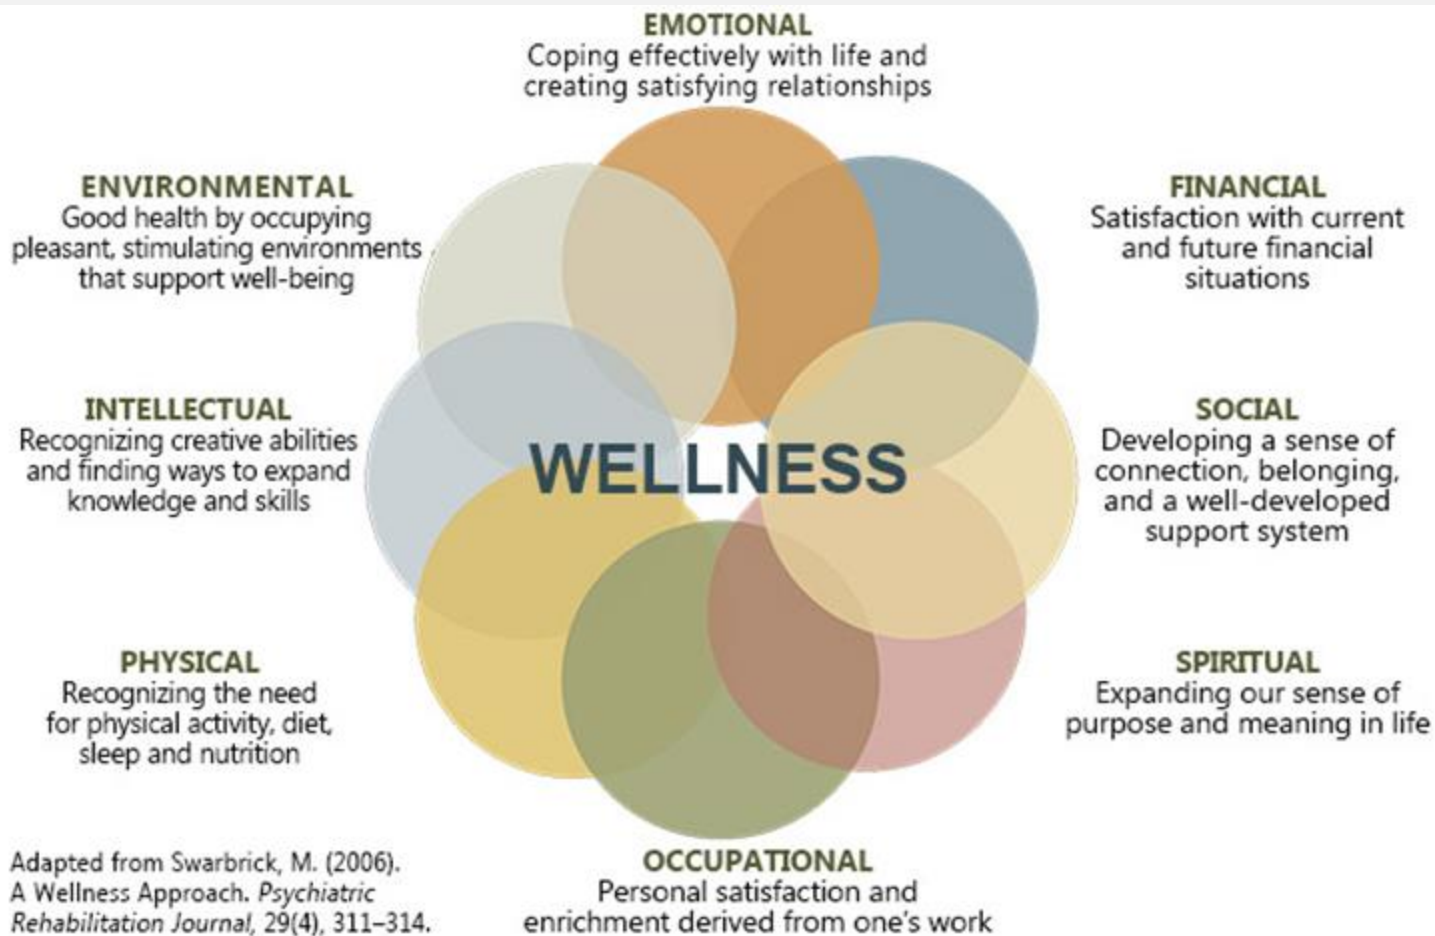 EMOTIONAL
Coping effectively with life and
creating satisfying relationships
ENVIRONMENTAL
Good health by occupying
pleasant, stimulating environments
that support well-being
FINANCIAL
Satisfaction with current
and future financial
situations
INTELLECTUAL
Recognizing creative abilities
and finding ways to expand
knowledge and skills
WELLNESS
SOCIAL
Developing a sense of
connection, belonging,
and a well-developed
support system
PHYSICAL
Recognizing the need
for physical activity, diet,
sleep and nutrition
SPIRITUAL
Expanding our sense of
purpose and meaning in life
OCCUPATIONAL
Personal satisfaction and
enrichment derived from one's work
Adapted from Swarbrick, M. (2006).
A Wellness Approach. Psychiatric
Rehabilitation Journal, 29(4), 311–314.